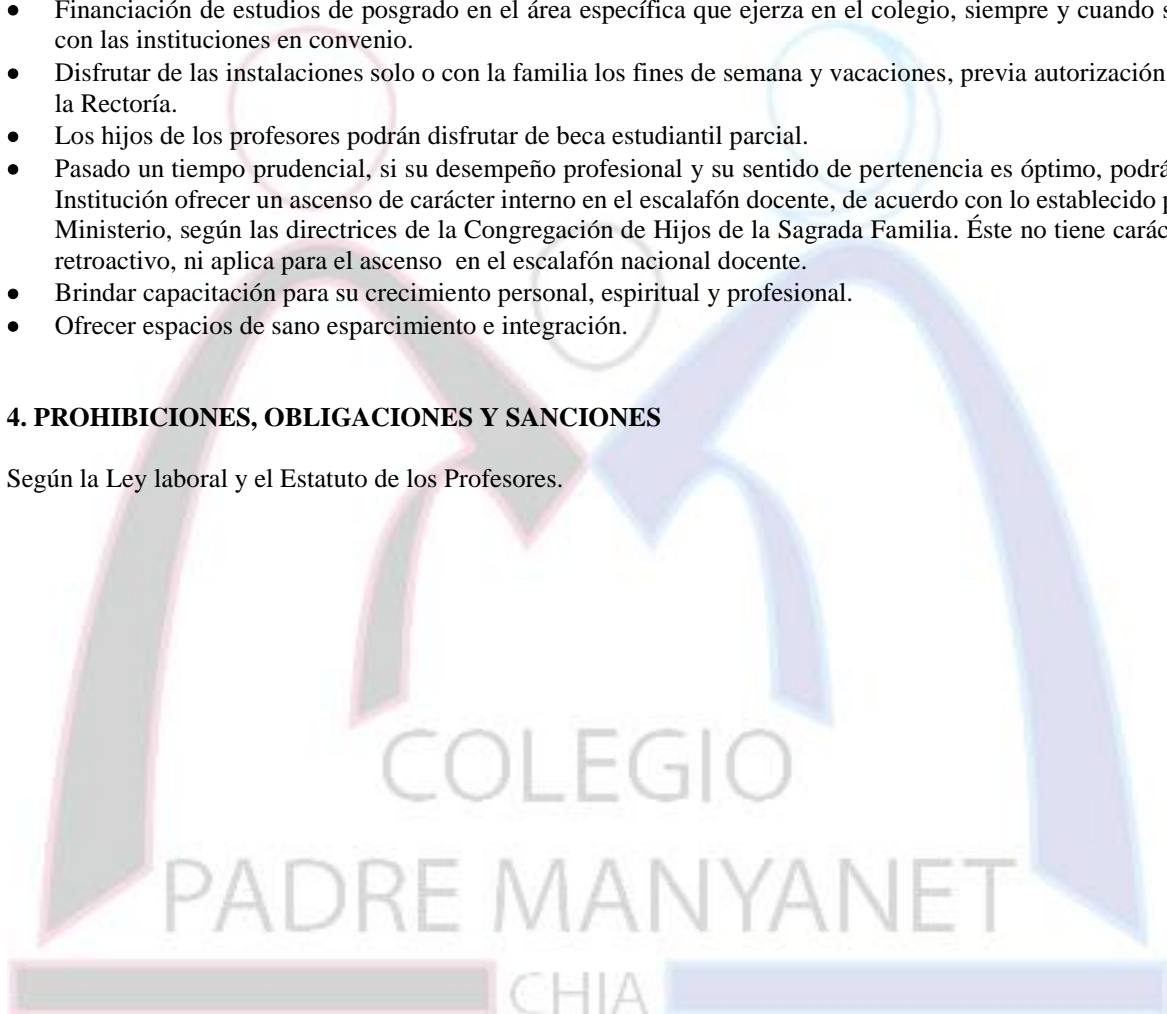 • Financiación de estudios de posgrado en el área específica que ejerza en el colegio, siempre y cuando
con las instituciones en convenio.
• Disfrutar de las instalaciones solo o con la familia los fines de semana y vacaciones, previa autorización
la Rectoría.
• Los hijos de los profesores podrán disfrutar de beca estudiantil parcial.
• Pasado un tiempo prudencial, si su desempeño profesional y su sentido de pertenencia es óptimo,
Institución ofrecer un ascenso de carácter interno en el escalafón docente, de acuerdo con lo establecido
Ministerio, según las directrices de la Congregación de Hijos de la Sagrada Familia. Éste no tiene
retroactivo, ni aplica para el ascenso en el escalafón nacional docente.
• Brindar capacitación para su crecimiento personal, espiritual y profesional.
• Ofrecer espacios de sano esparcimiento e integración.
4. PROHIBICIONES, OBLIGACIONES Y SANCIONES
Según la Ley laboral y el Estatuto de los Profesores.
COLEGIO
PADRE MANYANET
CHIA